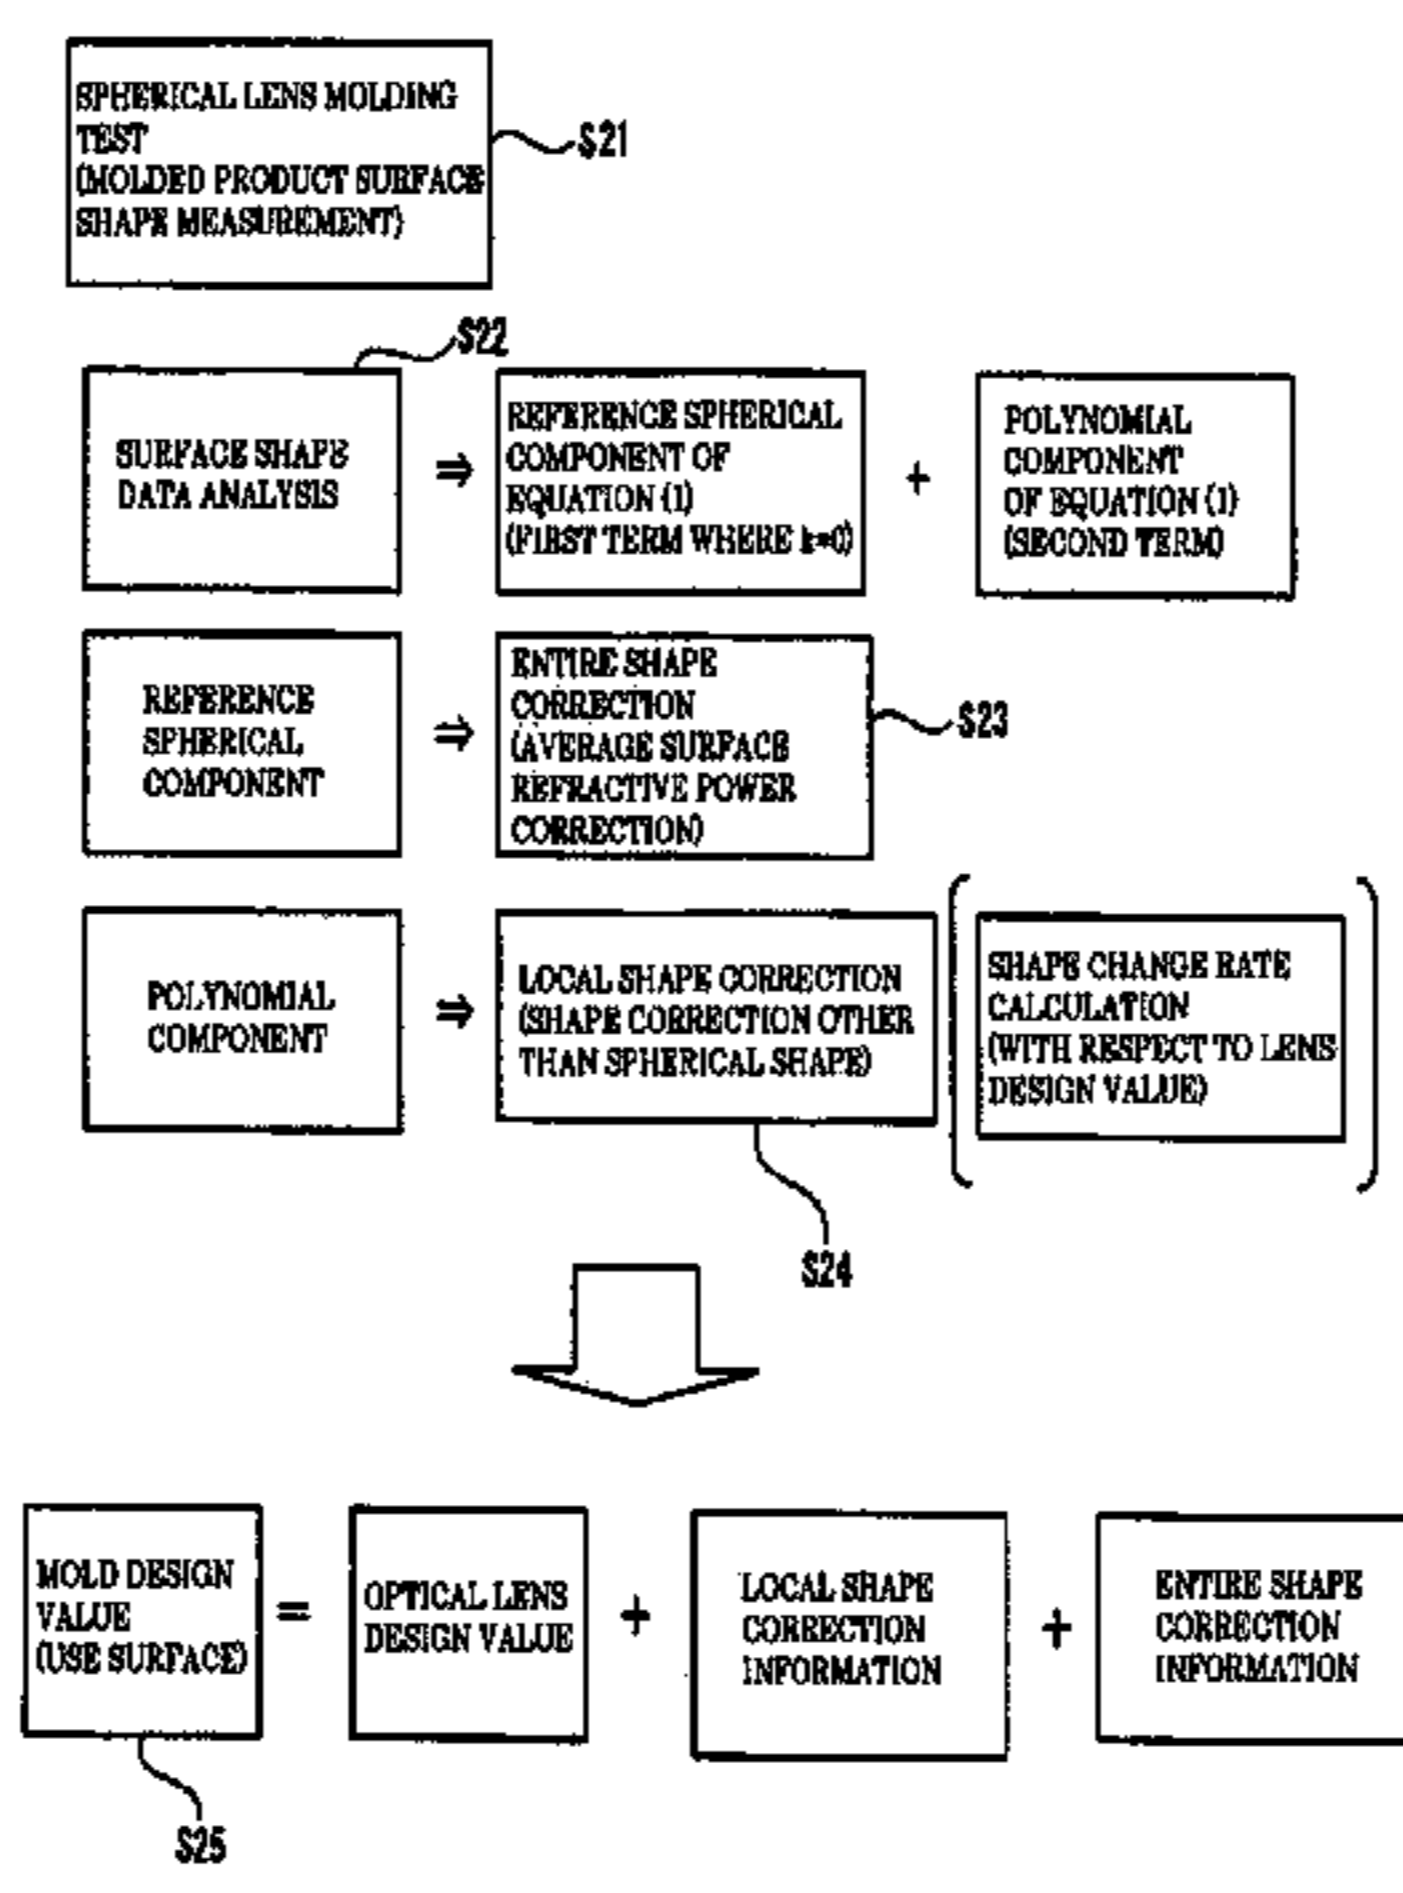 SPHERICAL LENS MOLDING
TEST
(MOLDED PRODUCT SURFACE
SHAPE MEASUREMENT)
S21
S22
SURFACE SHAPE
DATA ANALYSIS
⇒
REFERENCE SPHERICAL
COMPONENT OF
EQUATION (1)
(FIRST TERM WHERE k=0)
+
POLYNOMIAL
COMPONENT
OF EQUATION (1)
(SECOND TERM)
REFERENCE
SPHERICAL
COMPONENT
⇒
ENTIRE SHAPE
CORRECTION
(AVERAGE SURFACE
REFRACTIVE POWER
CORRECTION)
S23
POLYNOMIAL
COMPONENT
⇒
LOCAL SHAPE CORRECTION
(SHAPE CORRECTION OTHER
THAN SPHERICAL SHAPE)
SHAPE CHANGE RATE
CALCULATION
(WITH RESPECT TO LENS
DESIGN VALUE)
S24
MOLD DESIGN
VALUE
(USE SURFACE)
=
OPTICAL LENS
DESIGN VALUE
+
LOCAL SHAPE
CORRECTION
INFORMATION
+
ENTIRE SHAPE
CORRECTION
INFORMATION
S25